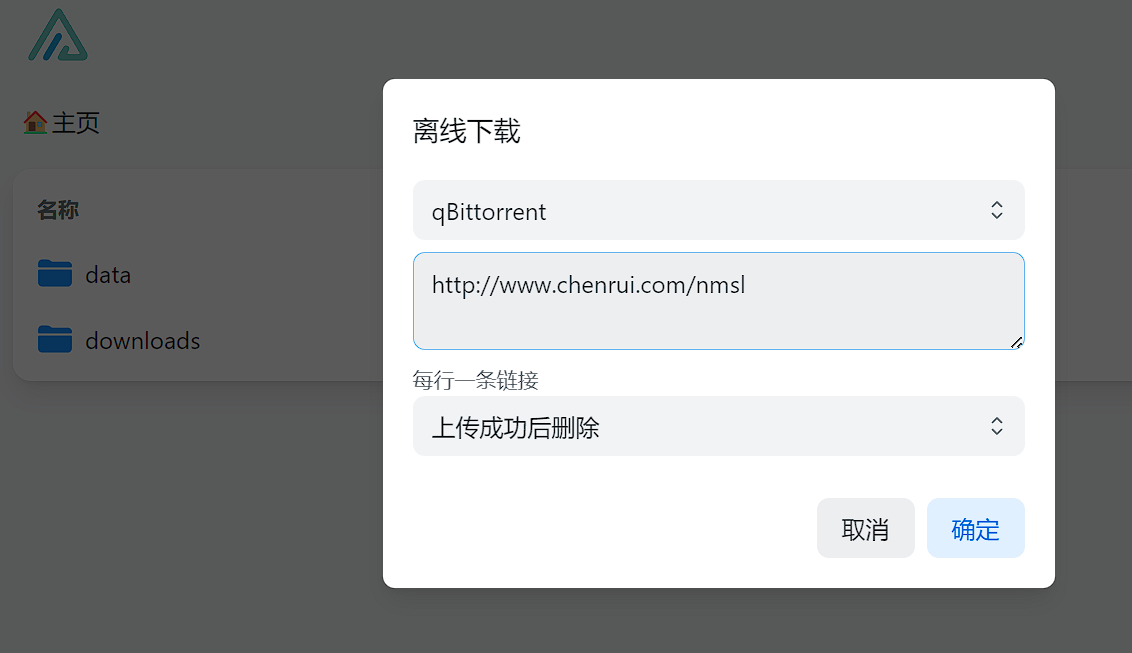 主页
名称
data
downloads
离线下载
qBittorrent
http://www.chenrui.com/nmsl
每行一条链接
上传成功后删除
取消
确定